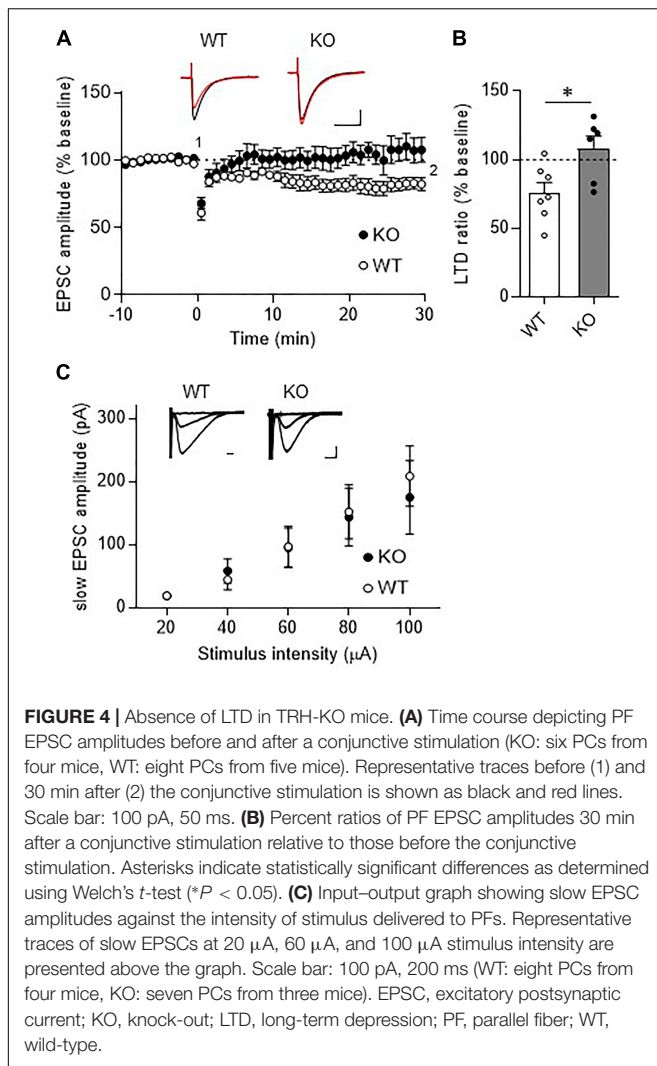 A
WT
KO
EPSC amplitude (% baseline)
150
100
50
0
1
2
KO
WT
-10
0
10
20
30
Time (min)
B
*
LTD ratio (% baseline)
150
100
50
0
WT
KO
C
WT
KO
slow EPSC amplitude (pA)
300
200
100
0
KO
WT
20
40
60
80
100
Stimulus intensity (μA)
FIGURE 4 | Absence of LTD in TRH-KO mice. (A) Time course depicting PF
EPSC amplitudes before and after a conjunctive stimulation (KO: six PCs from
four mice, WT: eight PCs from five mice). Representative traces before (1) and
30 min after (2) the conjunctive stimulation is shown as black and red lines.
Scale bar: 100 pA, 50 ms. (B) Percent ratios of PF EPSC amplitudes 30 min
after a conjunctive stimulation relative to those before the conjunctive
stimulation. Asterisks indicate statistically significant differences as determined
using Welch's t-test (*P < 0.05). (C) Input–output graph showing slow EPSC
amplitudes against the intensity of stimulus delivered to PFs. Representative
traces of slow EPSCs at 20 μA, 60 μA, and 100 μA stimulus intensity are
presented above the graph. Scale bar: 100 pA, 200 ms (WT: eight PCs from
four mice, KO: seven PCs from three mice). EPSC, excitatory postsynaptic
current; KO, knock-out; LTD, long-term depression; PF, parallel fiber; WT,
wild-type.